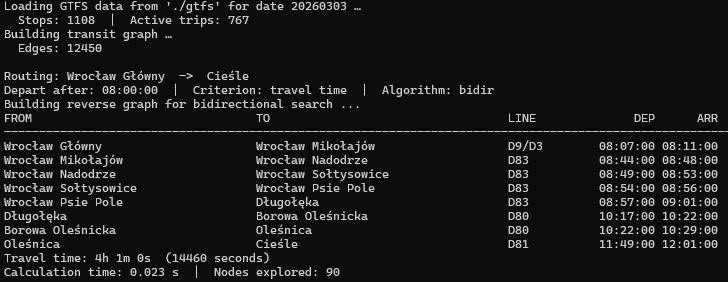 Loading GTFS data from './gtfs' for date 20260303 …
Stops: 1108 | Active trips: 767
Building transit graph …
Edges: 12450
Routing: Wrocław Główny —> Cieśle
Depart after: 08:00:00 | Criterion: travel time | Algorithm: bidir
Building reverse graph for bidirectional search ...
FROM TO LINE DEP ARR
Wrocław Główny Wrocław Mikołajów D9/D3 08:07:00 08:11:00
Wrocław Mikołajów Wrocław Nadodrze D83 08:44:00 08:48:00
Wrocław Nadodrze Wrocław Sołtysowice D83 08:49:00 08:53:00
Wrocław Sołtysowice Wrocław Psie Pole D83 08:54:00 08:56:00
Wrocław Psie Pole Długołęka D83 08:57:00 09:01:00
Długołęka Borowa Oleśnicka D80 10:17:00 10:22:00
Borowa Oleśnicka Oleśnica D80 10:22:00 10:29:00
Oleśnica Cieśle D81 11:49:00 12:01:00
Travel time: 4h 1m 0s (14460 seconds)
Calculation time: 0.023 s | Nodes explored: 90